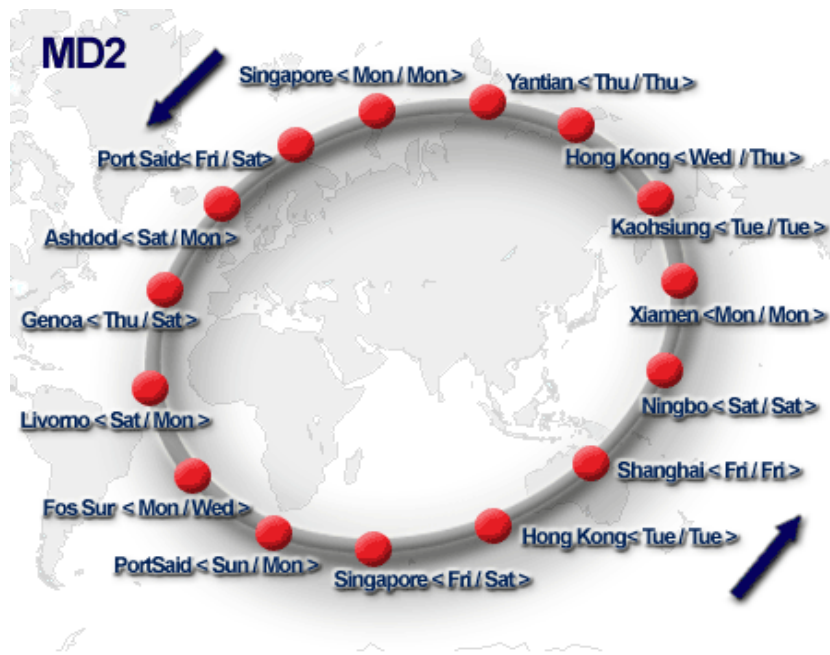 MD2
Singapore < Mon / Mon >
Yantian < Thu / Thu >
Port Said< Fri / Sat>
Hong Kong < Wed / Thu >
Ashdod < Sat / Mon >
Kaohsiung < Tue / Tue >
Genoa < Thu / Sat >
Xiamen <Mon / Mon >
Livorno < Sat / Mon >
Ningbo < Sat / Sat >
Shanghai < Fri / Fri >
Fos Sur < Mon / Wed >
Hong Kong< Tue / Tue >
PortSaid < Sun / Mon >
Singapore < Fri / Sat >